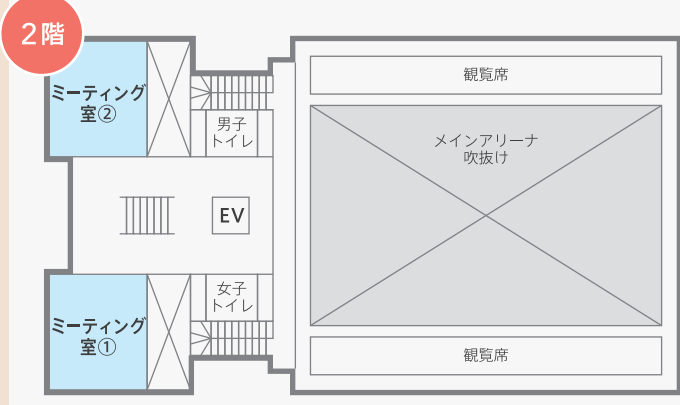 2階
ミーティング
室②
観覧席
男子
トイレ
メインアリーナ
吹抜け
EV
女子
トイレ
ミーティング
室①
観覧席